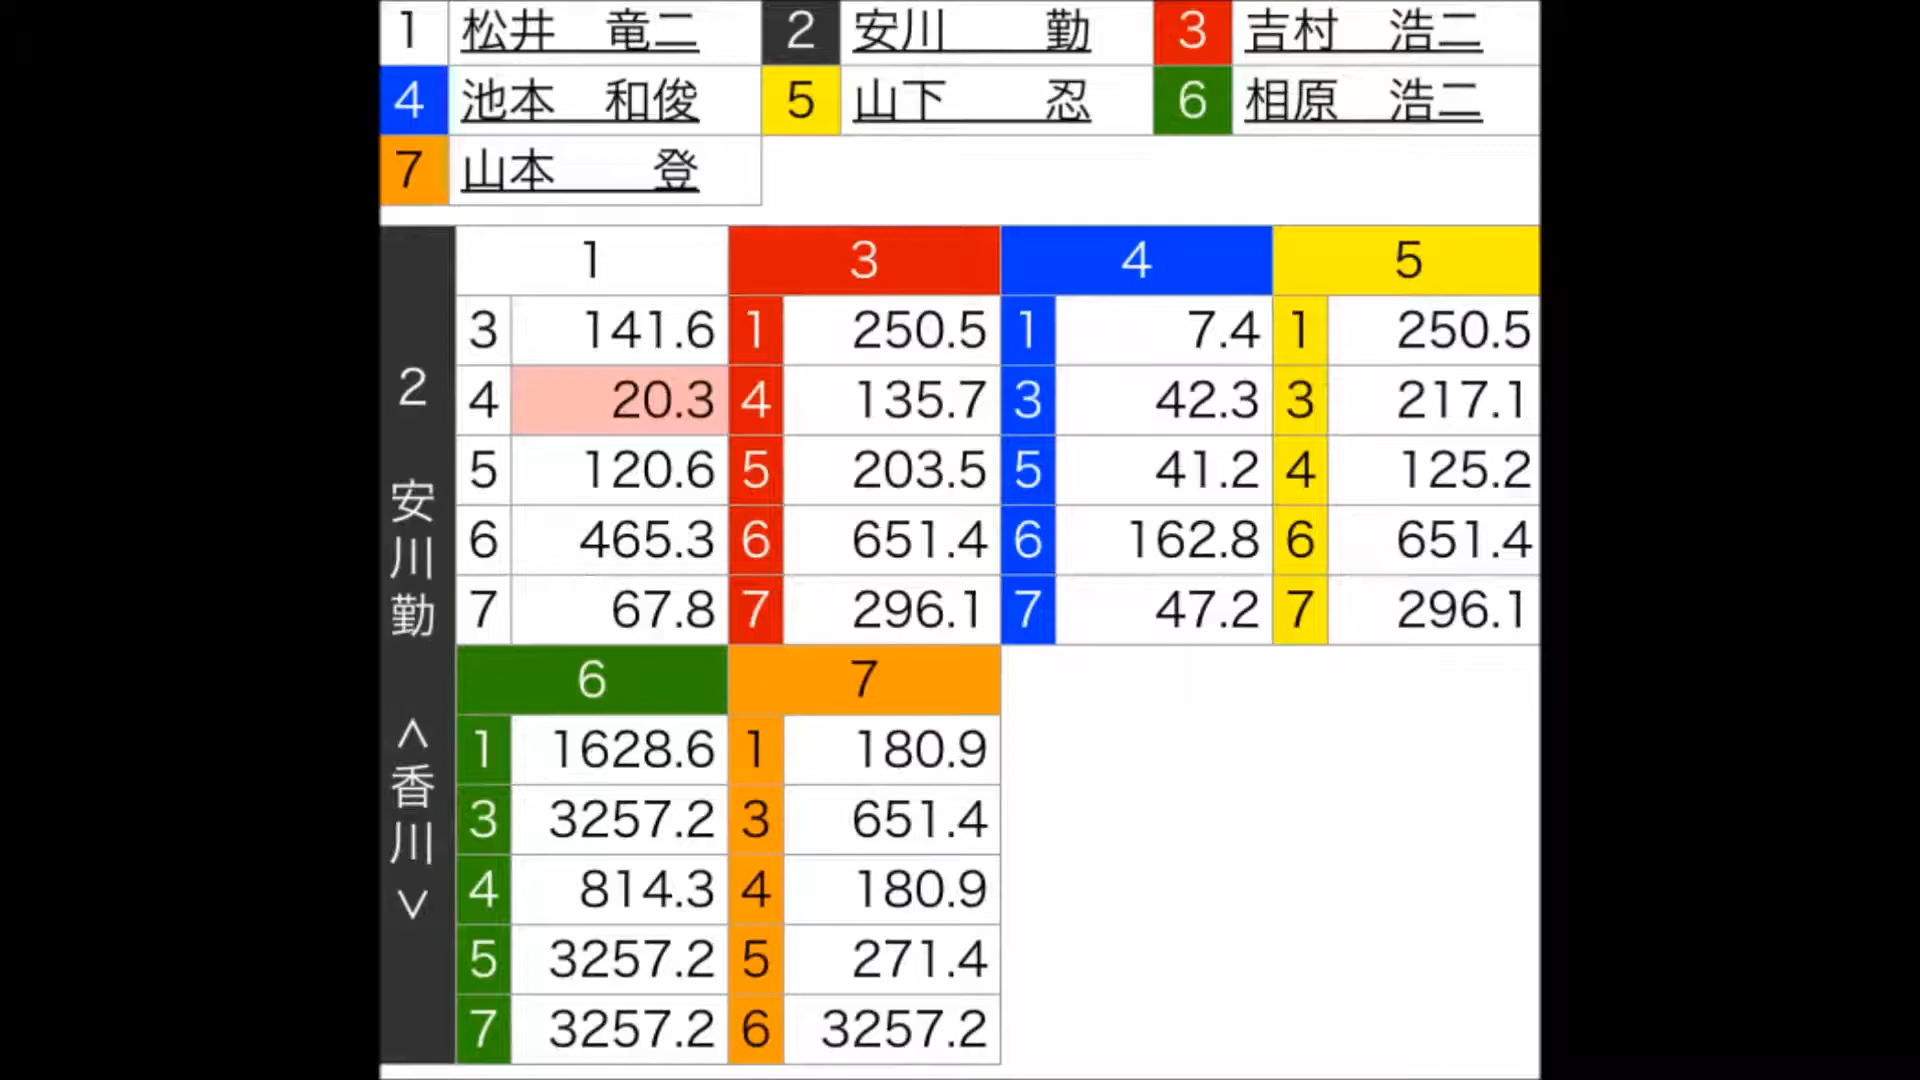 1 松井 竜二 2 安川 勤 3 吉村 浩二
4 池本 和俊 5 山下 忍 6 相原 浩二
7 山本 登
2 安川勤 <香川>
1 3 4 5
3 141.6 1 250.5 1 7.4 1 250.5
4 20.3 4 135.7 3 42.3 3 217.1
5 120.6 5 203.5 5 41.2 4 125.2
6 465.3 6 651.4 6 162.8 6 651.4
7 67.8 7 296.1 7 47.2 7 296.1
6 7
1 1628.6 1 180.9
3 3257.2 3 651.4
4 814.3 4 180.9
5 3257.2 5 271.4
7 3257.2 6 3257.2